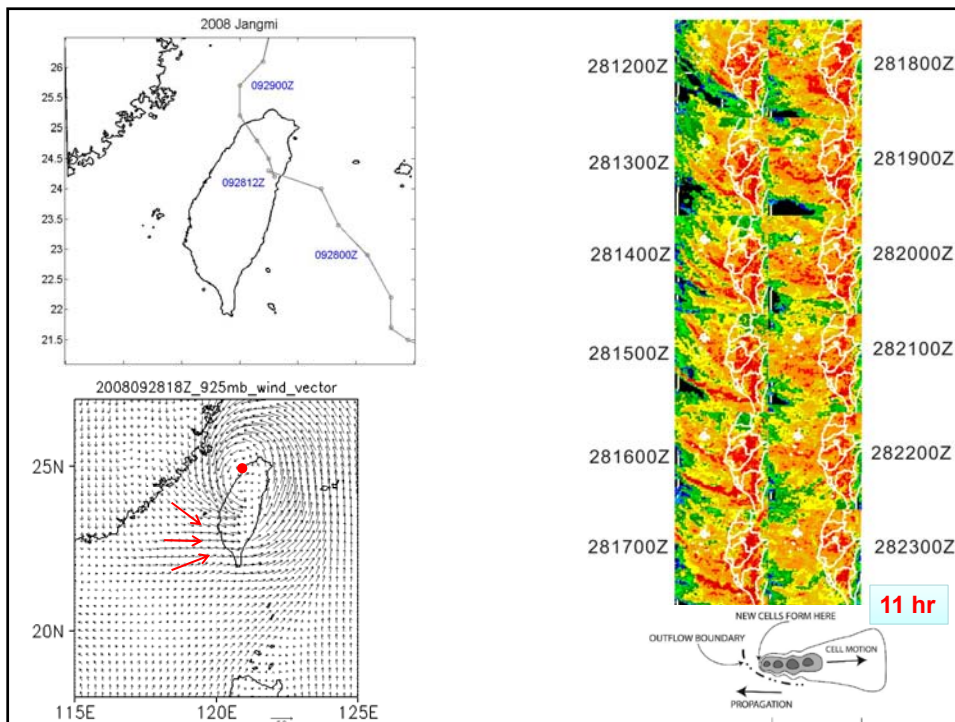 2008 Jangmi
26
25.5
25
24.5
24
23.5
23
22.5
22
21.5
092900Z
092812Z
092800Z
2008092818Z_925mb_wind_vector
25N
20N
115E
120E
125E
281200Z
281300Z
281400Z
281500Z
281600Z
281700Z
281800Z
281900Z
282000Z
282100Z
282200Z
282300Z
11 hr
NEW CELLS FORM HERE
OUTFLOW BOUNDARY
CELL MOTION
PROPAGATION